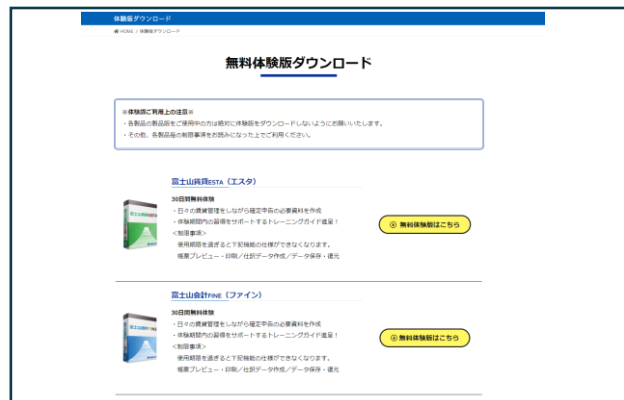 体験版ダウンロード
HOME / 体験版ダウンロード
無料体験版ダウンロード
※体験版ご利用上の注意※
・各製品の製品版をご使用中の方は絶対に体験版をダウンロードしないようにお願いいたします。
・その他、各製品毎の制限事項をお読みになった上でご利用ください。
富士山賃貸ESTA（エスタ）
30日間無料体験
・日々の賃貸管理をしながら確定申告の必要資料を作成
・体験期間内の習得をサポートするトレーニングガイド進呈！
<制限事項>
使用期限を過ぎると下記機能の仕様ができなくなります。
帳票プレビュー・印刷／仕訳データ作成／データ保存・復元
無料体験版はこちら
富士山会計FINE（ファイン）
30日間無料体験
・日々の賃貸管理をしながら確定申告の必要資料を作成
・体験期間内の習得をサポートするトレーニングガイド進呈！
<制限事項>
使用期限を過ぎると下記機能の仕様ができなくなります。
帳票プレビュー・印刷／仕訳データ作成／データ保存・復元
無料体験版はこちら